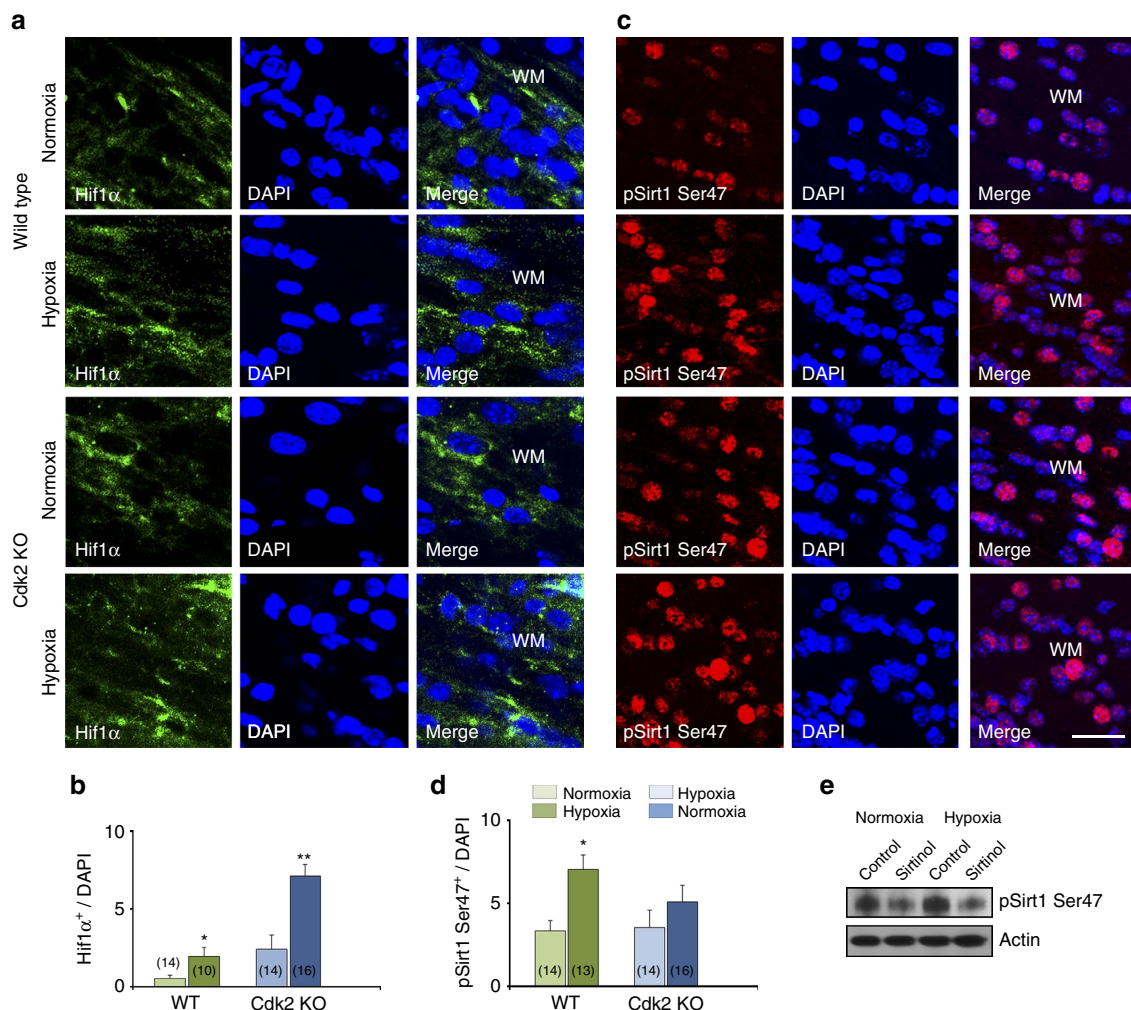 a
Wild type
Cdk2 KO
Normoxia
Hypoxia
Normoxia
Hypoxia
Hif1α
DAPI
WM
Merge
Hif1α
DAPI
WM
Merge
Hif1α
DAPI
WM
Merge
Hif1α
DAPI
WM
Merge
c
pSirt1 Ser47
DAPI
WM
Merge
pSirt1 Ser47
DAPI
WM
Merge
pSirt1 Ser47
DAPI
WM
Merge
pSirt1 Ser47
DAPI
WM
Merge
b
Normoxia
Hypoxia
Hif1α⁺ / DAPI
10
5
0
(14)
*
(10)
(14)
**
(16)
WT
Cdk2 KO
d
Hypoxia
Normoxia
pSirt1 Ser47⁺ / DAPI
10
5
0
(14)
*
(13)
(14)
(16)
WT
Cdk2 KO
e
Normoxia Hypoxia
Control
Sirtinol
Control
Sirtinol
pSirt1 Ser47
Actin